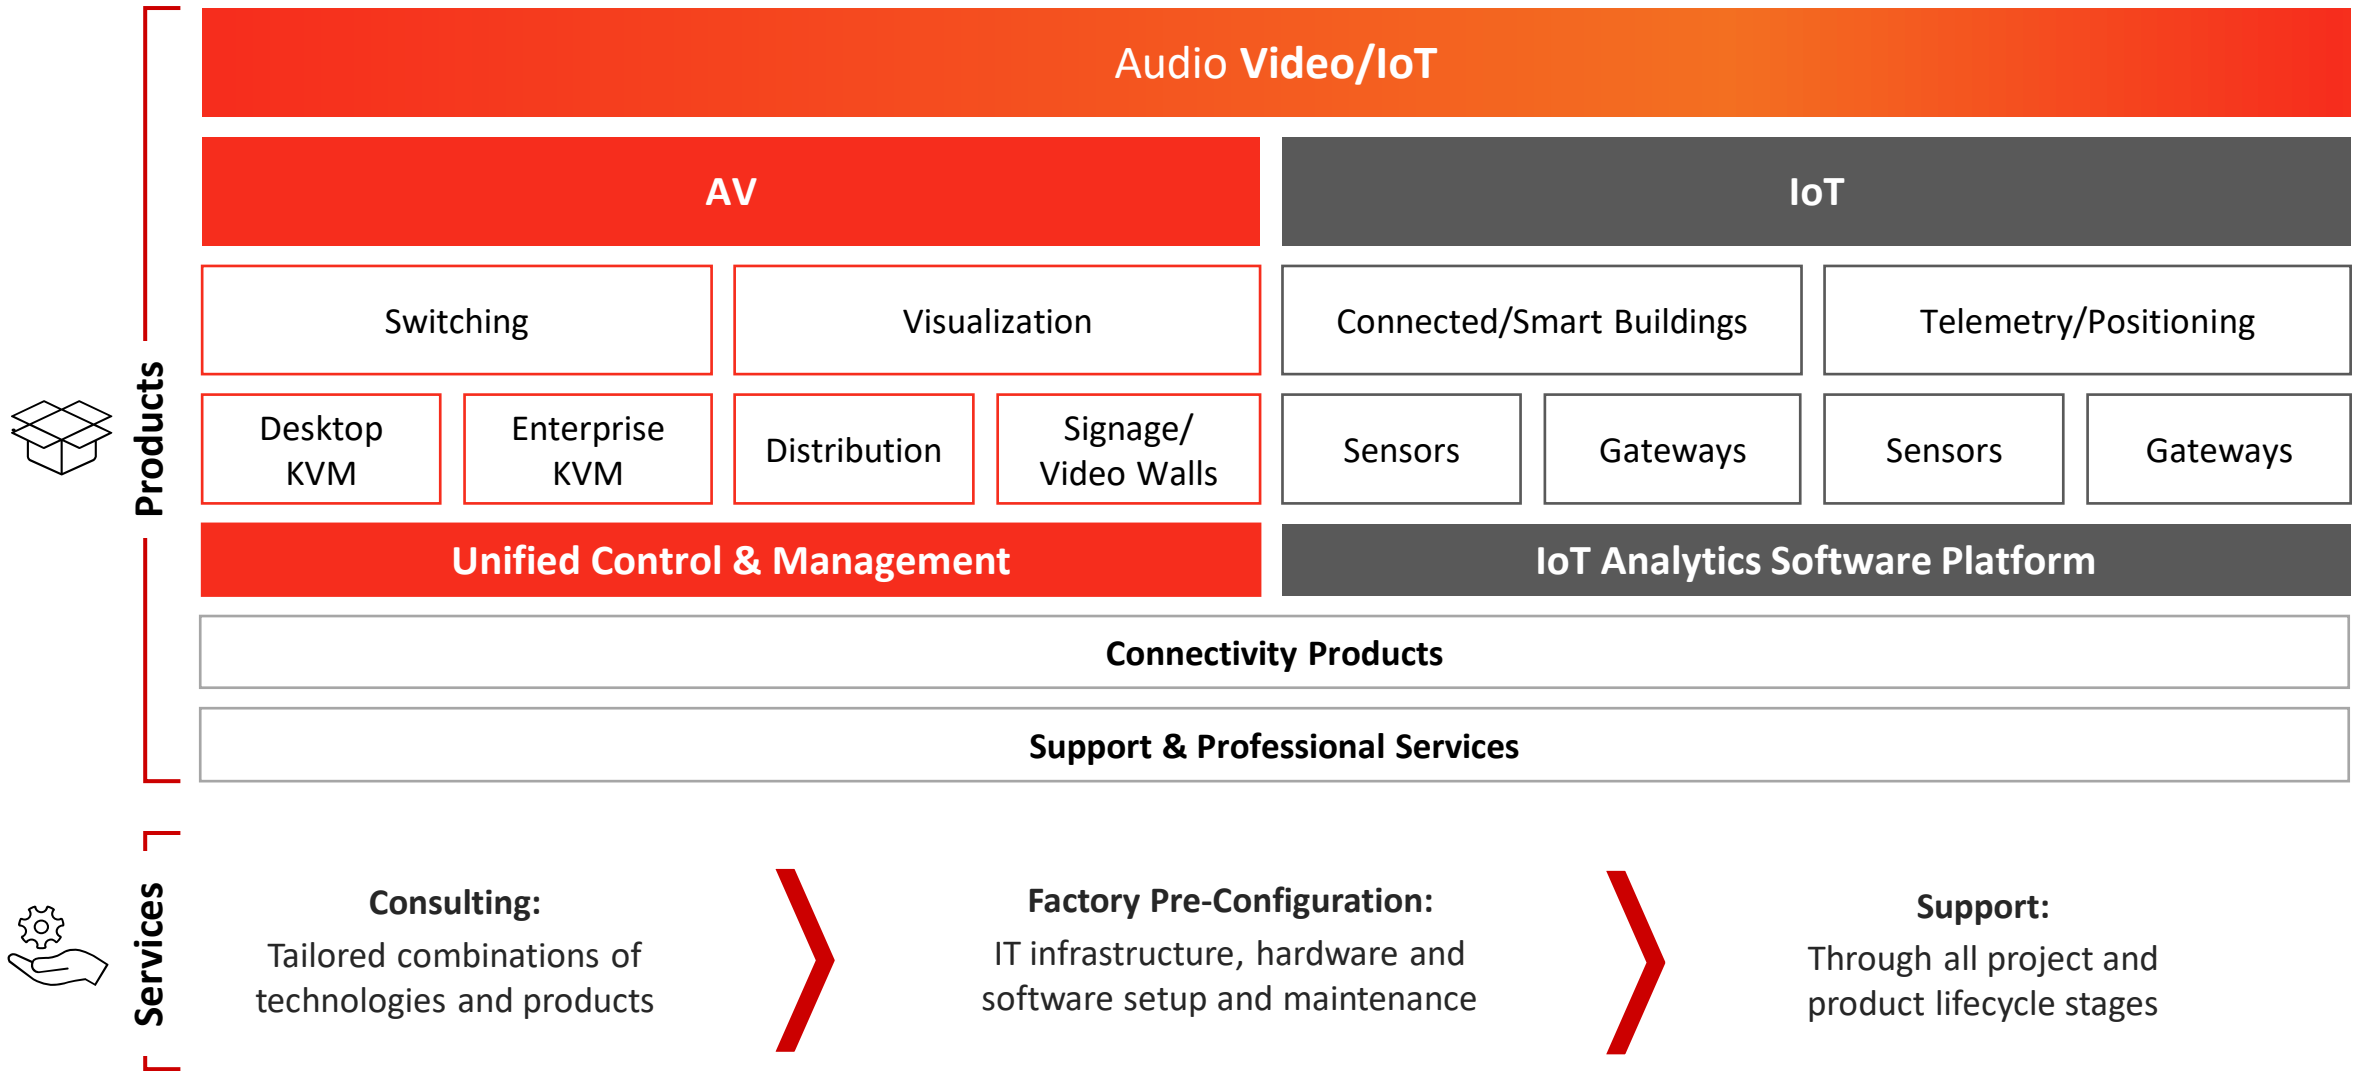 Audio Video/IoT
AV
IoT
Switching
Visualization
Connected/Smart Buildings
Telemetry/Positioning
Products
Desktop
KVM
Enterprise
KVM
Distribution
Signage/
Video Walls
Sensors
Gateways
Sensors
Gateways
Unified Control & Management
IoT Analytics Software Platform
Connectivity Products
Support & Professional Services
Services
Consulting:
Tailored combinations of
technologies and products
Factory Pre-Configuration:
IT infrastructure, hardware and
software setup and maintenance
Support:
Through all project and
product lifecycle stages